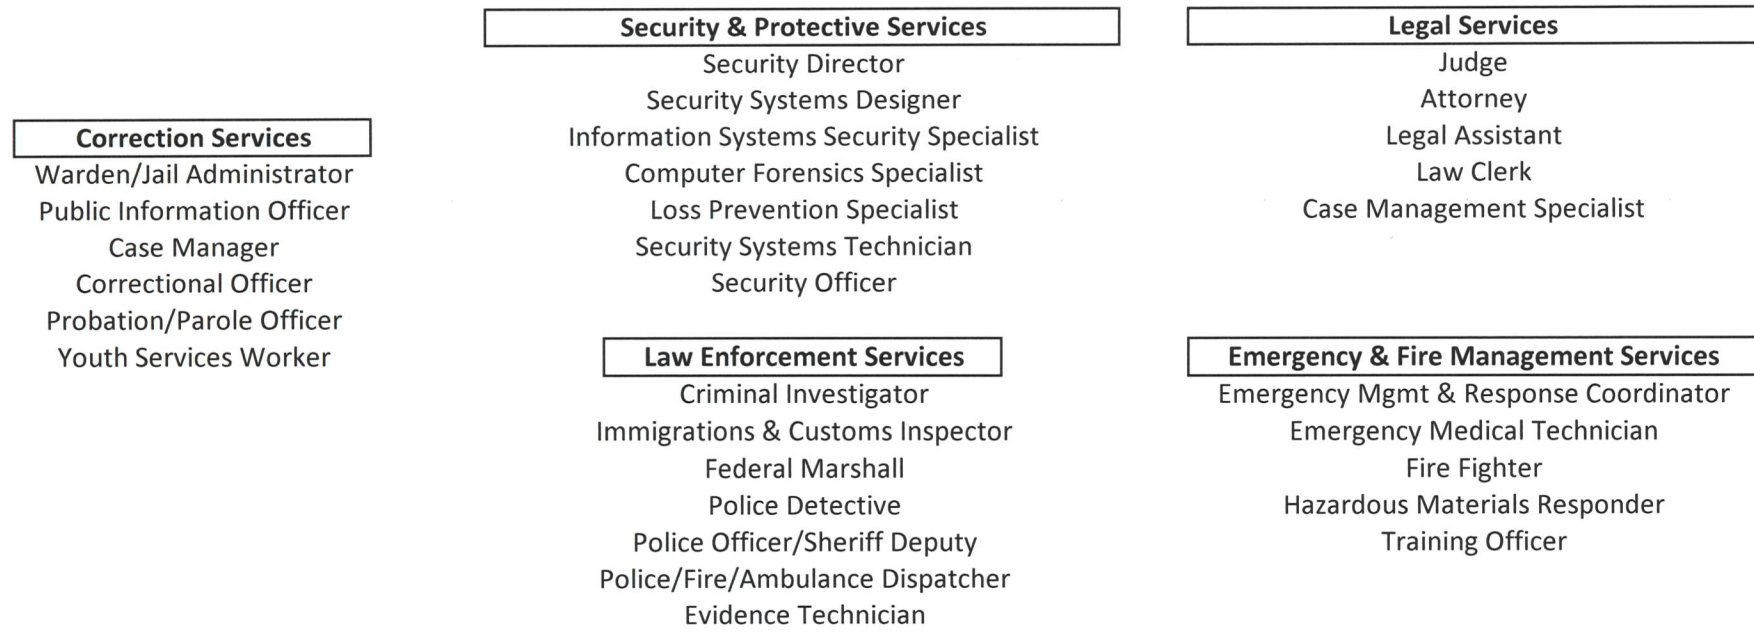 Correction Services
Warden/Jail Administrator
Public Information Officer
Case Manager
Correctional Officer
Probation/Parole Officer
Youth Services Worker
Security & Protective Services
Security Director
Security Systems Designer
Information Systems Security Specialist
Computer Forensics Specialist
Loss Prevention Specialist
Security Systems Technician
Security Officer
Law Enforcement Services
Criminal Investigator
Immigrations & Customs Inspector
Federal Marshall
Police Detective
Police Officer/Sheriff Deputy
Police/Fire/Ambulance Dispatcher
Evidence Technician
Legal Services
Judge
Attorney
Legal Assistant
Law Clerk
Case Management Specialist
Emergency & Fire Management Services
Emergency Mgmt & Response Coordinator
Emergency Medical Technician
Fire Fighter
Hazardous Materials Responder
Training Officer